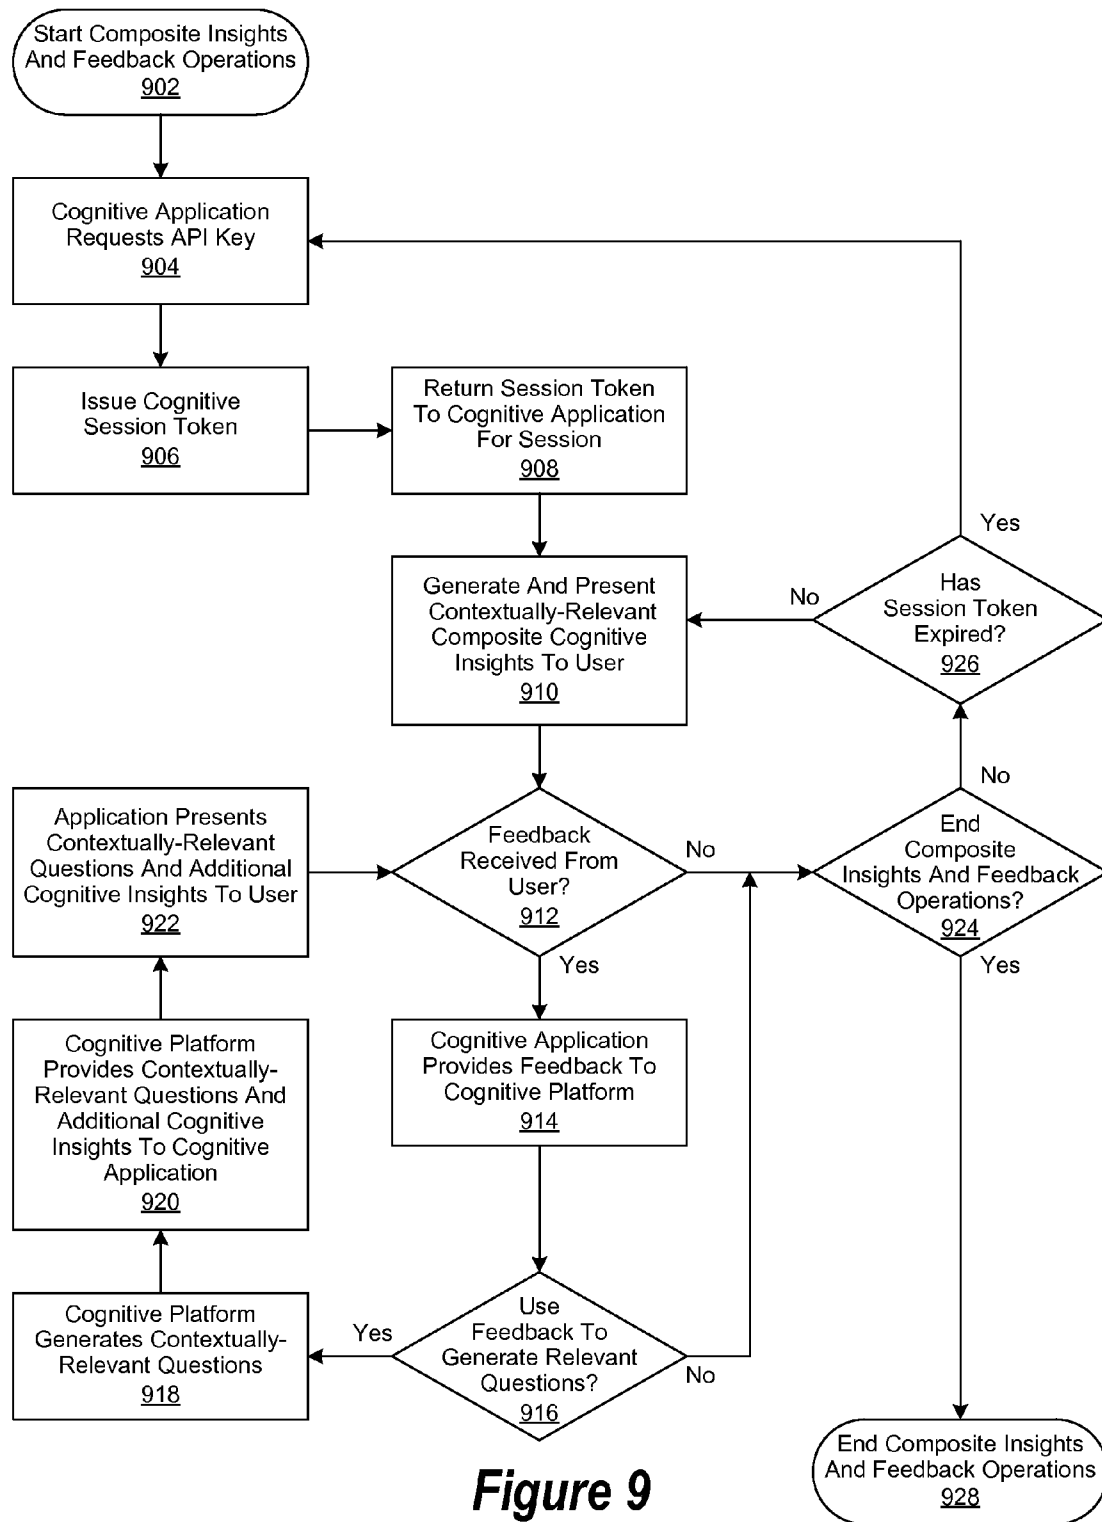 Start Composite Insights
And Feedback Operations
902
Cognitive Application
Requests API Key
904
Issue Cognitive
Session Token
906
Return Session Token
To Cognitive Application
For Session
908
Yes
Generate And Present
Contextually-Relevant
Composite Cognitive
Insights To User
910
No
Has
Session Token
Expired?
926
No
Application Presents
Contextually-Relevant
Questions And Additional
Cognitive Insights To User
922
Feedback
Received From
User?
912
No
End
Composite
Insights And Feedback
Operations?
924
Yes
Yes
Cognitive Platform
Provides Contextually-
Relevant Questions And
Additional Cognitive
Insights To Cognitive
Application
920
Cognitive Application
Provides Feedback To
Cognitive Platform
914
Cognitive Platform
Generates Contextually-
Relevant Questions
918
Yes
Use
Feedback To
Generate Relevant
Questions?
916
No
End Composite Insights
And Feedback Operations
928
Figure 9